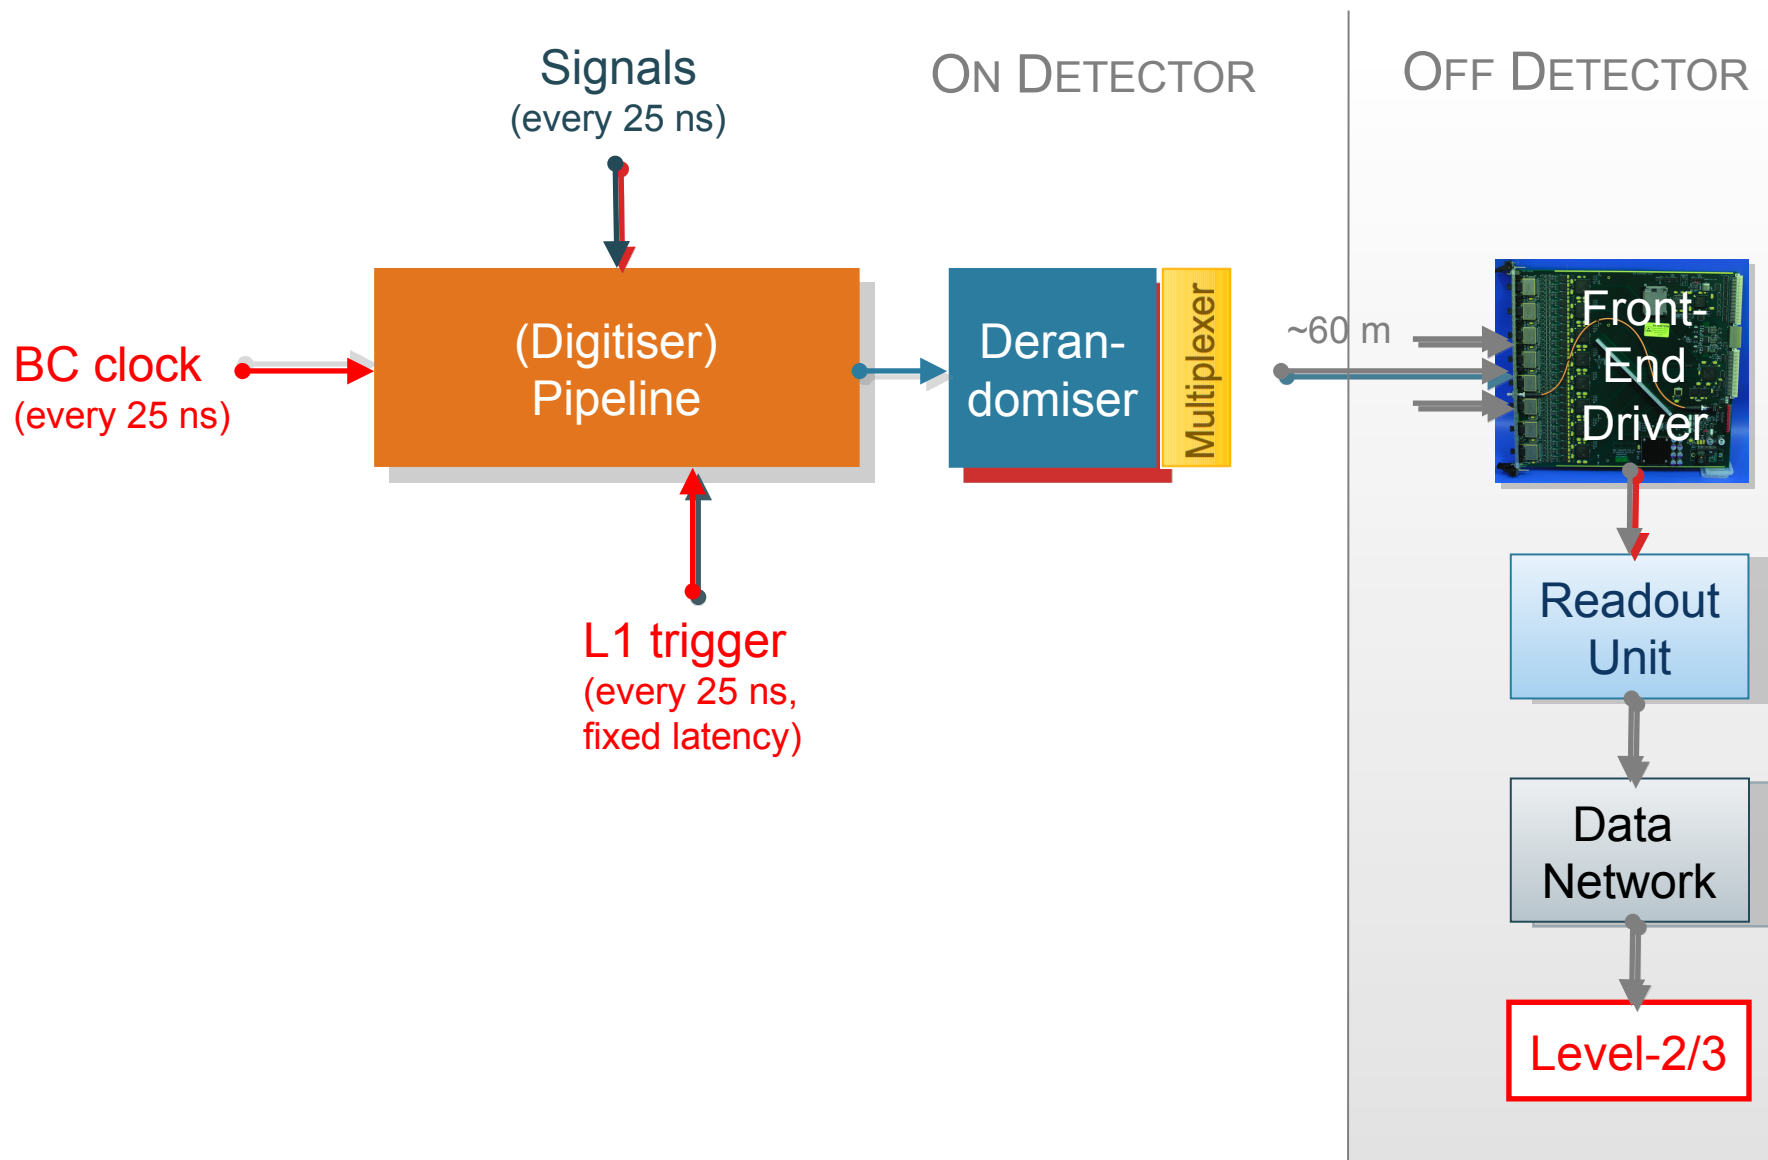 Signals
(every 25 ns)
ON DETECTOR
OFF DETECTOR
BC clock
(every 25 ns)
(Digitiser)
Pipeline
Deran-
domiser
Multiplexer
~60 m
Front-
End
Driver
L1 trigger
(every 25 ns,
fixed latency)
Readout
Unit
Data
Network
Level-2/3